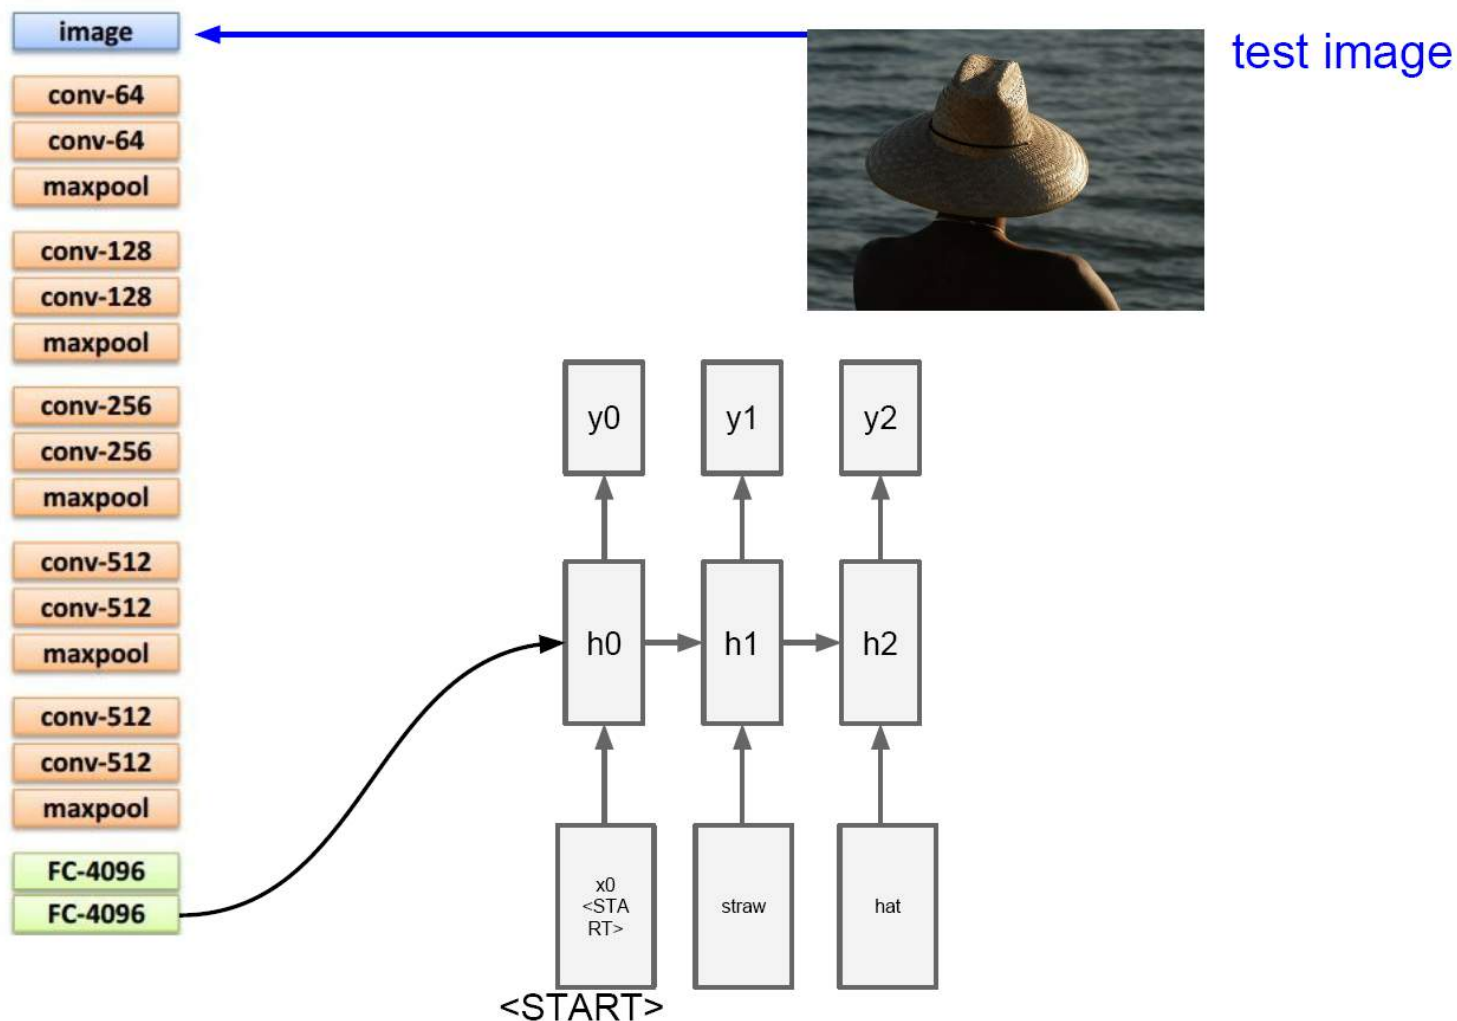 image
test image
conv-64
conv-64
maxpool
conv-128
conv-128
maxpool
conv-256
conv-256
maxpool
conv-512
conv-512
maxpool
conv-512
conv-512
maxpool
FC-4096
FC-4096
y0
y1
y2
h0
h1
h2
x0
<STA
RT>
straw
hat
<START>